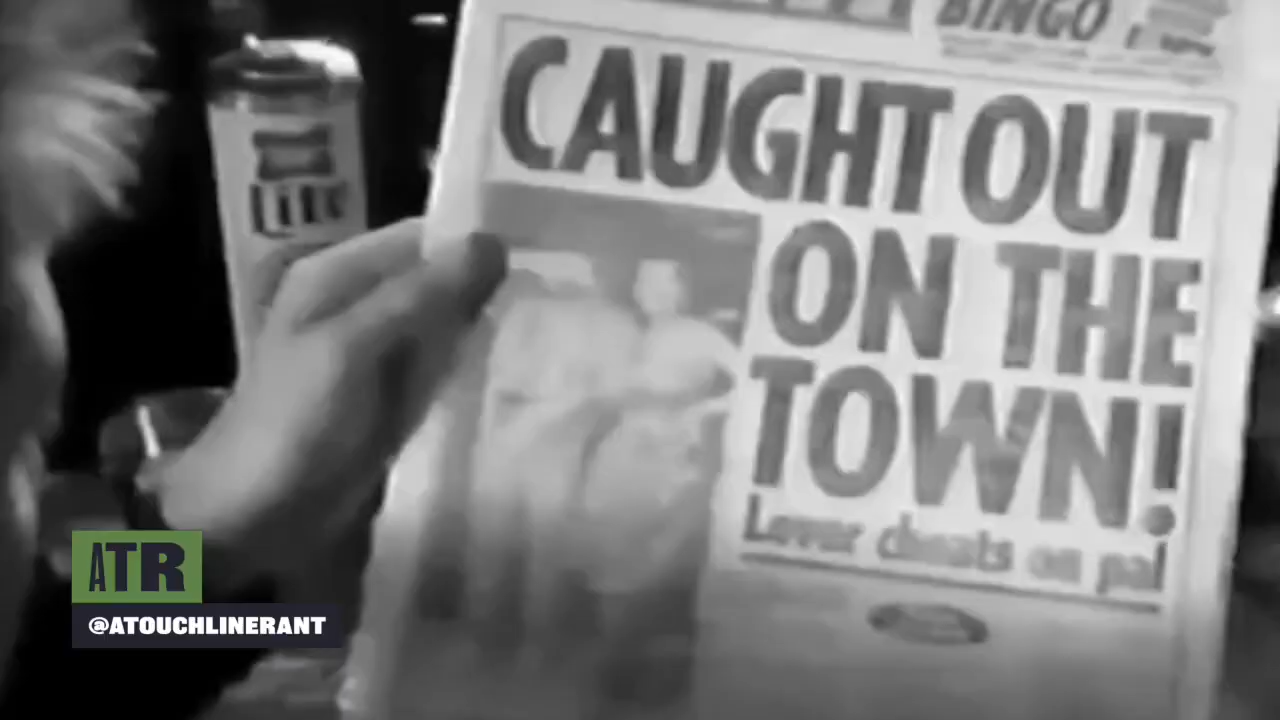 BINGO
CAUGHT OUT
ON THE
TOWN!
Lover cheats on pal
ATR
@ATOUCHLINERANT